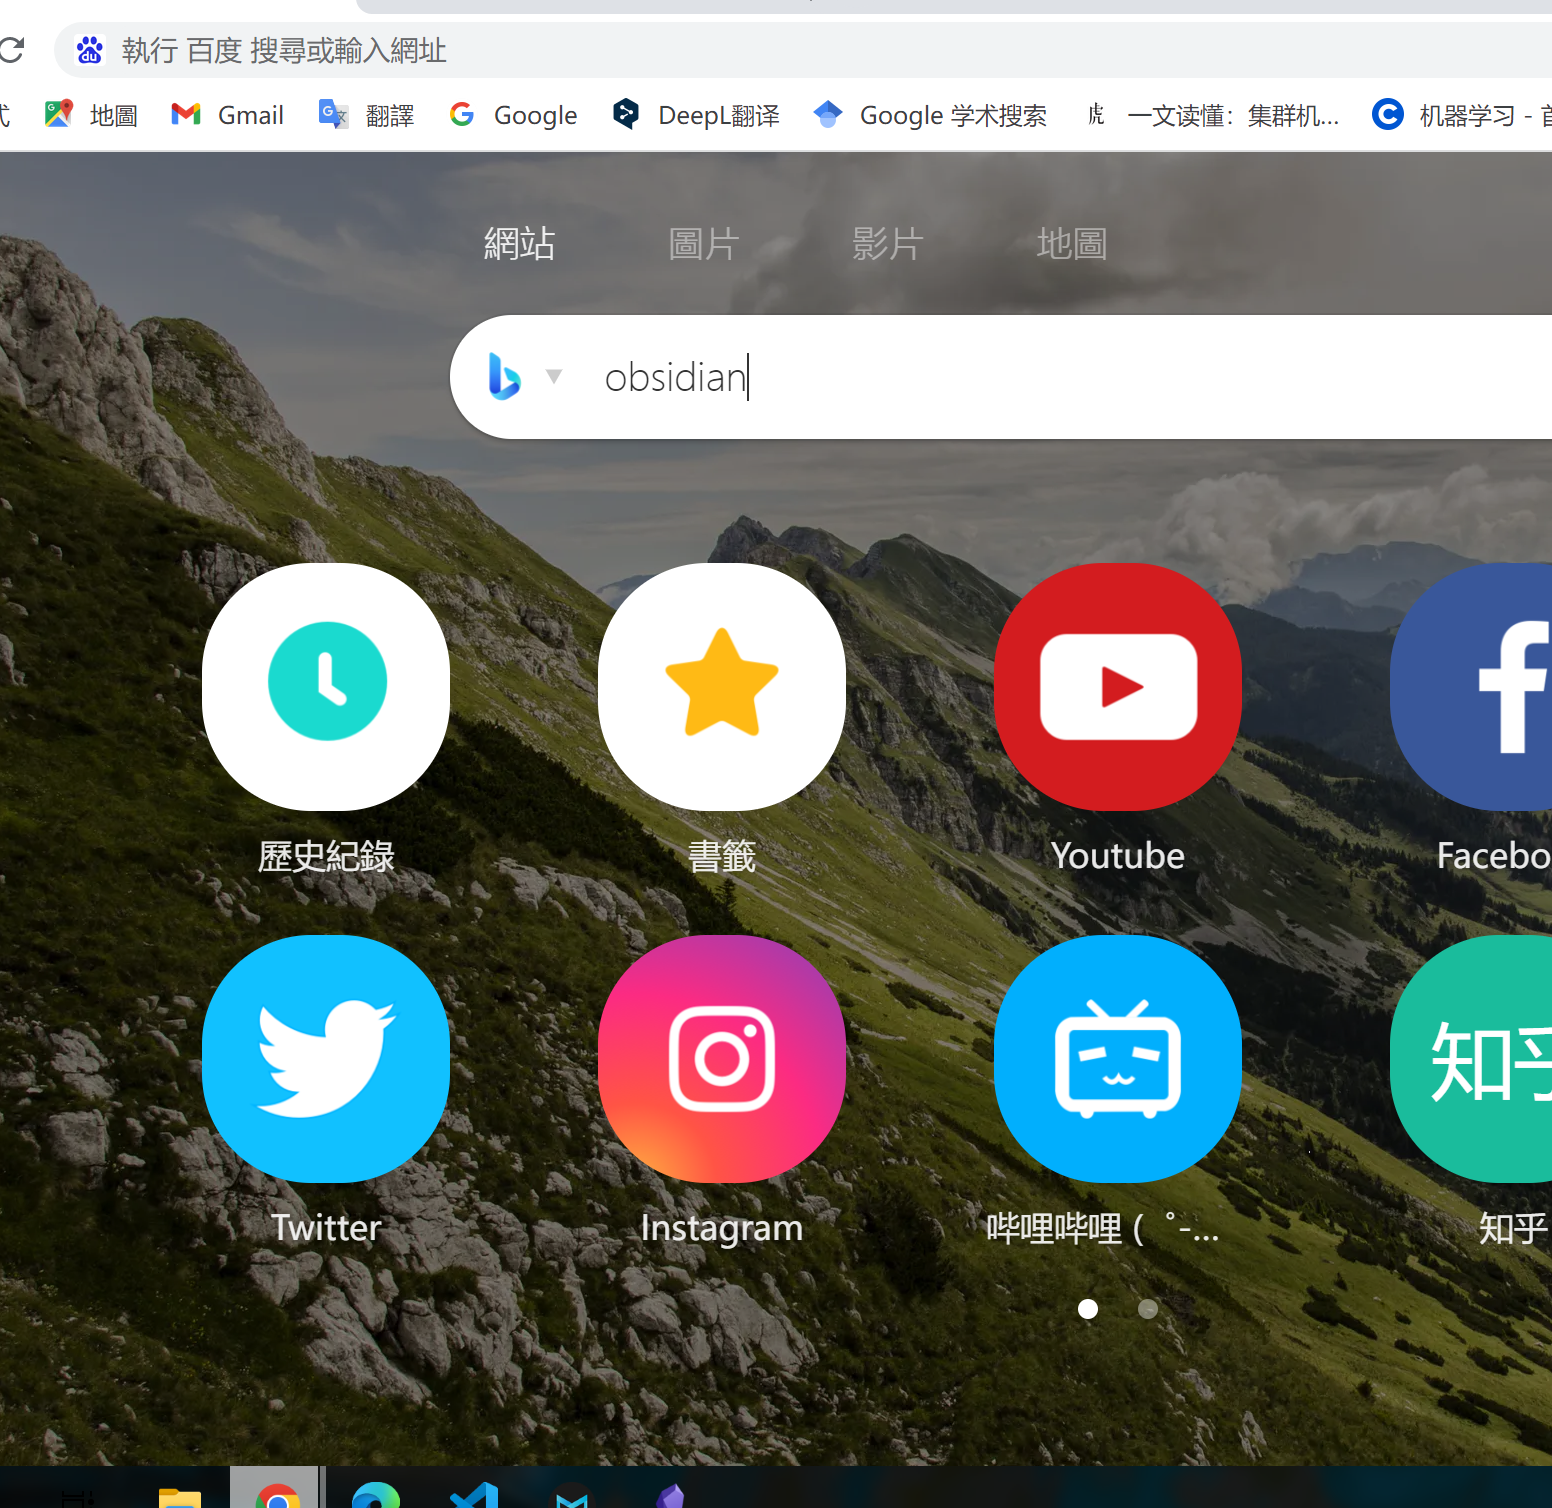 執行 百度 搜尋或輸入網址
地圖 Gmail 翻譯 Google DeepL翻译 Google 学术搜索 一文读懂：集群机... 机器学习 -
網站 圖片 影片 地圖
obsidian
歷史紀錄 書籤 Youtube Facebo
知乎
Twitter Instagram 哔哩哔哩 ( ゜-... 知乎